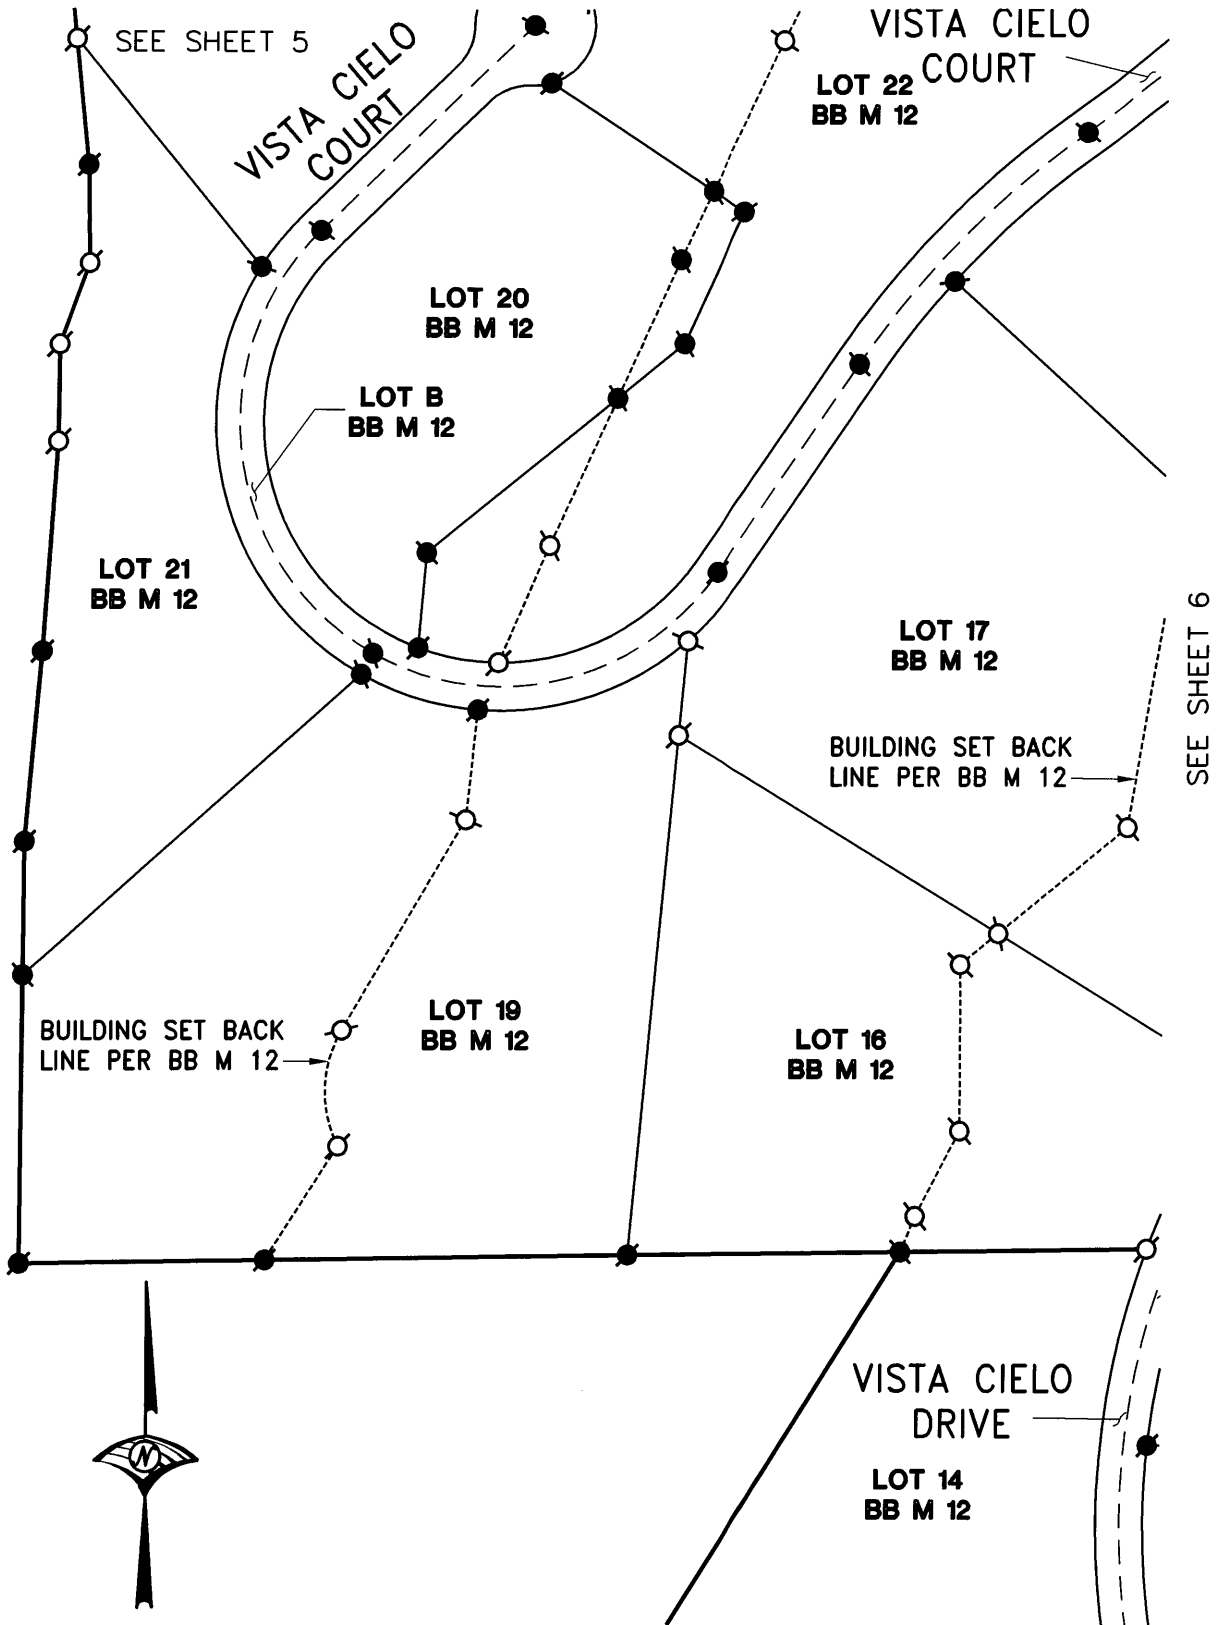 SEE SHEET 5
VISTA CIELO
COURT
VISTA CIELO
COURT
LOT 22
BB M 12
LOT 20
BB M 12
LOT B
BB M 12
LOT 21
BB M 12
LOT 17
BB M 12
SEE SHEET 6
BUILDING SET BACK
LINE PER BB M 12
LOT 19
BB M 12
BUILDING SET BACK
LINE PER BB M 12
LOT 16
BB M 12
VISTA CIELO
DRIVE
N
LOT 14
BB M 12